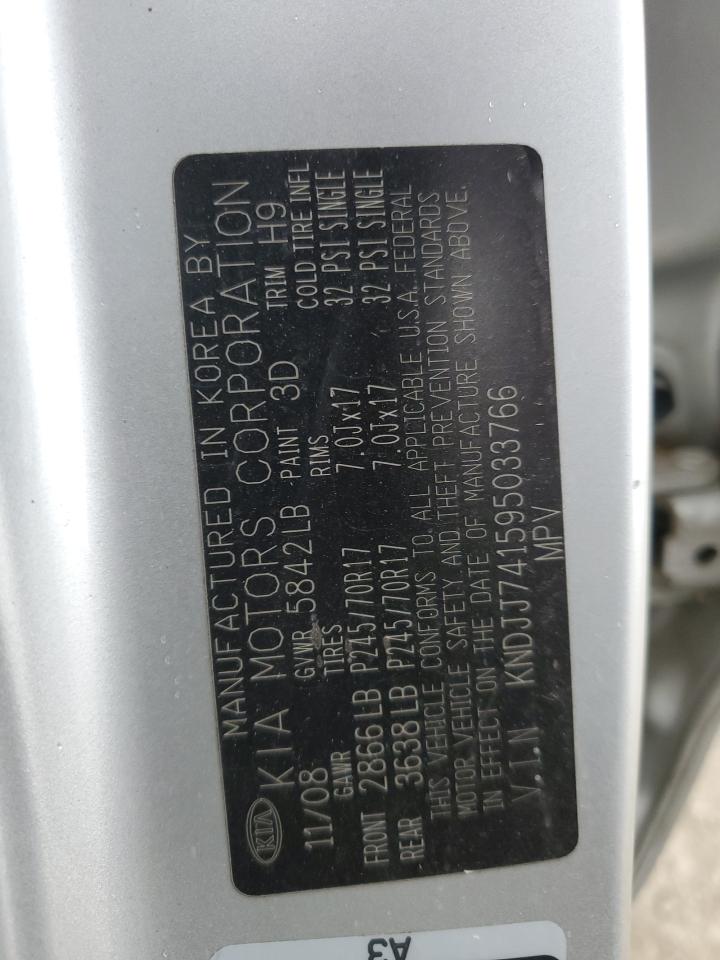 MANUFACTURED IN KOREA BY
KIA KIA MOTORS CORPORATION
11/08 GVWR 5842LB PAINT 3D TRIM H9
GAWR TIRES RIMS COLD TIRE INFL
FRONT 2866LB P245/70R17 7.0Jx17 32 PSI SINGLE
REAR 3638LB P245/70R17 7.0Jx17 32 PSI SINGLE
THIS VEHICLE CONFORMS TO ALL APPLICABLE U.S.A. FEDERAL
MOTOR VEHICLE SAFETY AND THEFT PREVENTION STANDARDS
IN EFFECT ON THE DATE OF MANUFACTURE SHOWN ABOVE.
V.I.N KNDJJ741595033766
MPV
A3